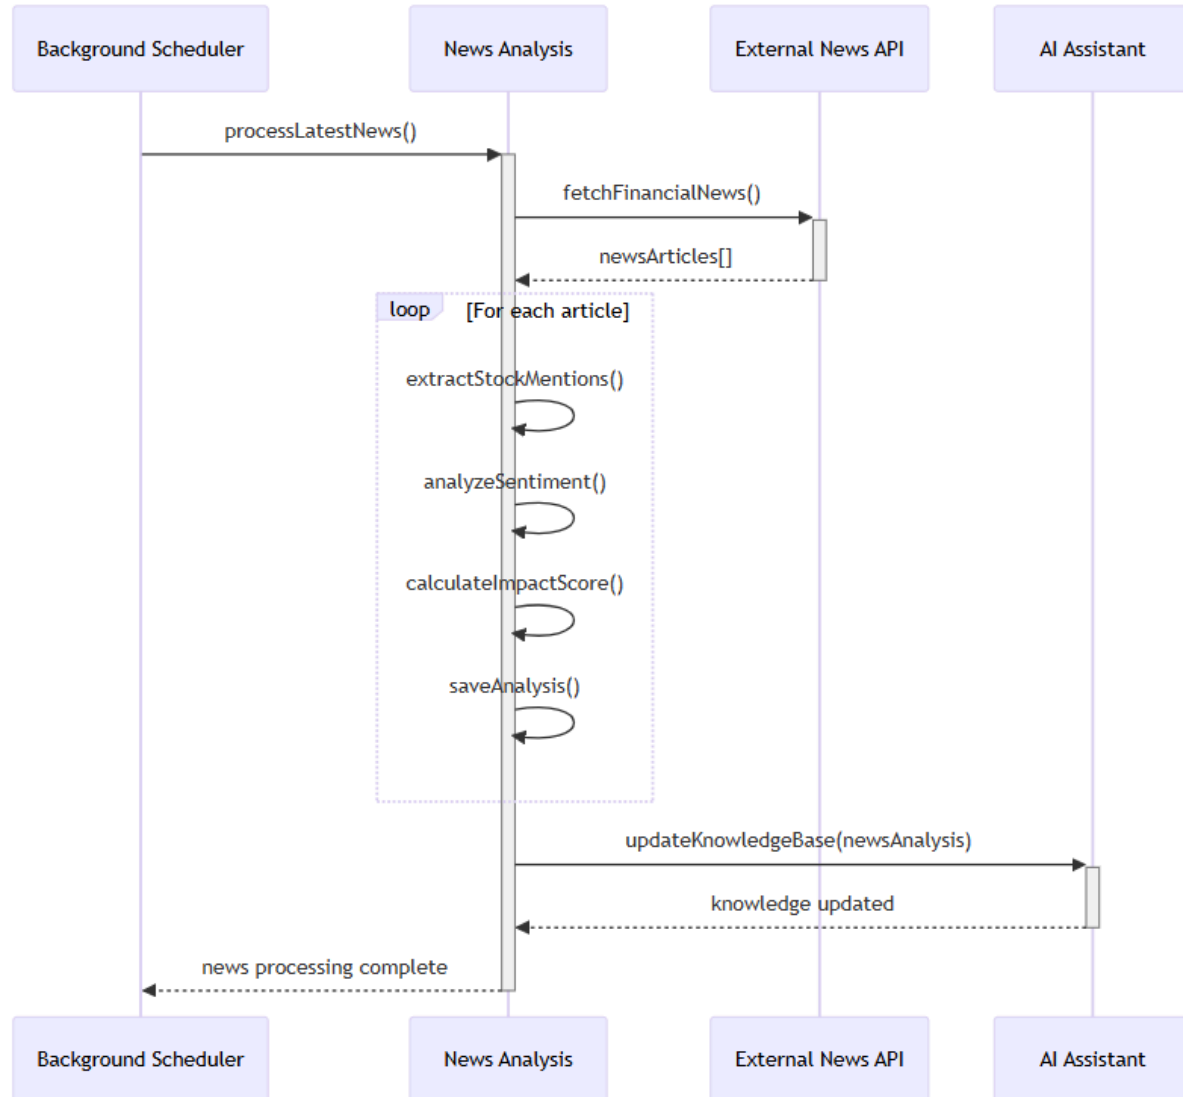 Background Scheduler
News Analysis
External News API
AI Assistant
processLatestNews()
fetchFinancialNews()
newsArticles[]
loop
[For each article]
extractStockMentions()
analyzeSentiment()
calculateImpactScore()
saveAnalysis()
updateKnowledgeBase(newsAnalysis)
knowledge updated
news processing complete
Background Scheduler
News Analysis
External News API
AI Assistant